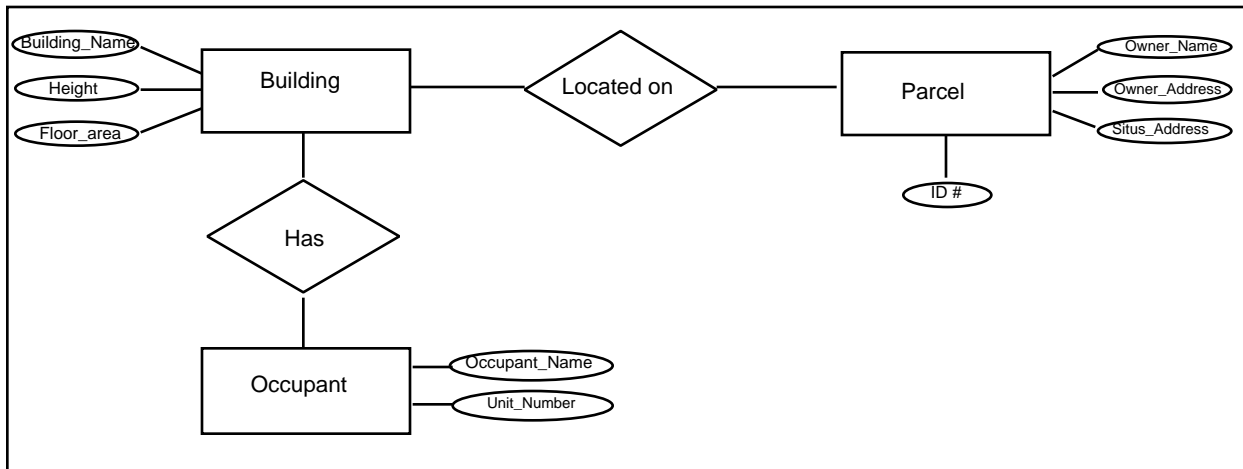 Building_Name
Height
Floor_area
Building
Located on
Parcel
Owner_Name
Owner_Address
Situs_Address
ID #
Has
Occupant
Occupant_Name
Unit_Number